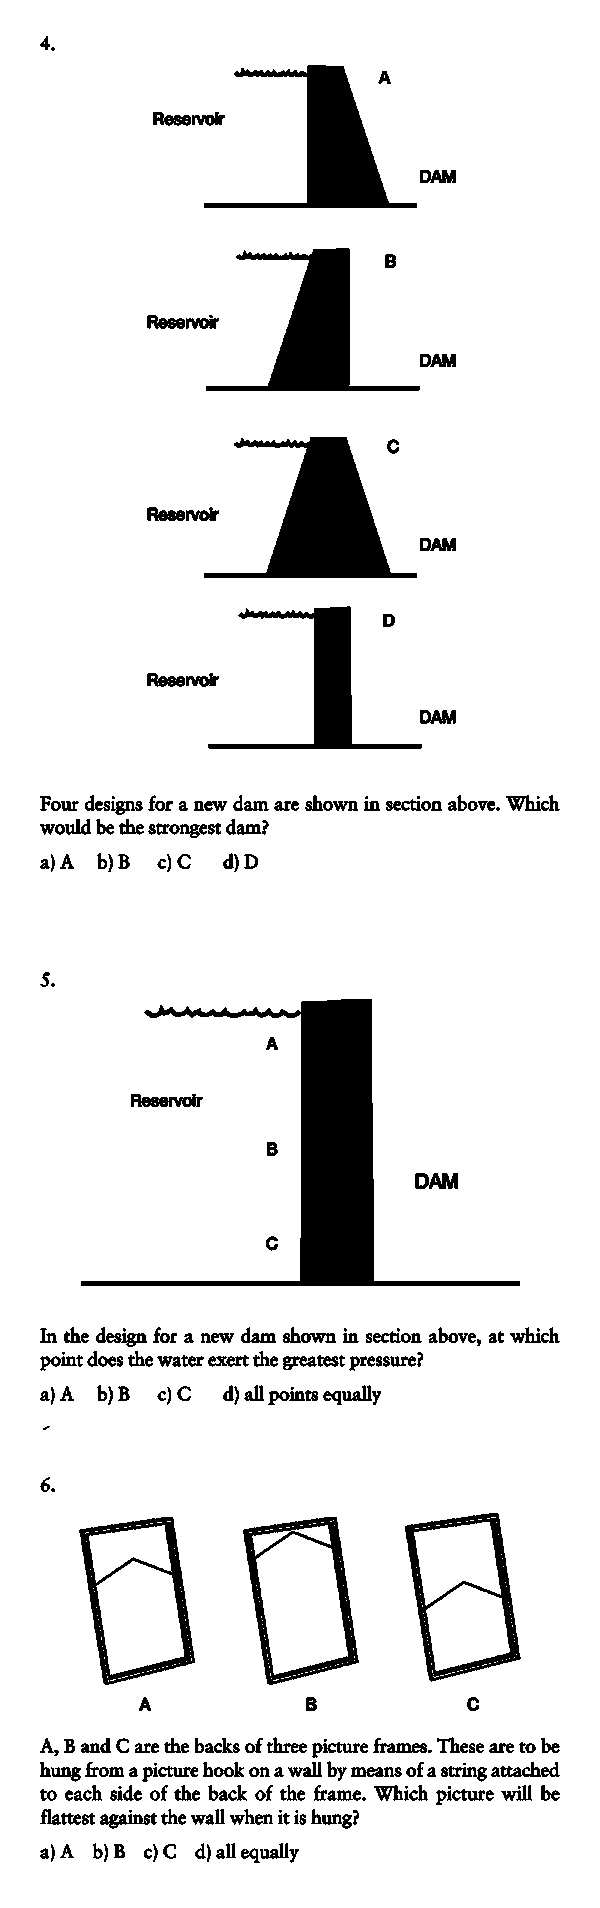 4.
A
Reservoir
DAM
B
Reservoir
DAM
C
Reservoir
DAM
D
Reservoir
DAM
Four designs for a new dam are shown in section above. Which
would be the strongest dam?
a) A b) B c) C d) D
5.
A
Reservoir
B
DAM
C
In the design for a new dam shown in section above, at which
point does the water exert the greatest pressure?
a) A b) B c) C d) all points equally
6.
A B C
A, B and C are the backs of three picture frames. These are to be
hung from a picture hook on a wall by means of a string attached
to each side of the back of the frame. Which picture will be
flattest against the wall when it is hung?
a) A b) B c) C d) all equally